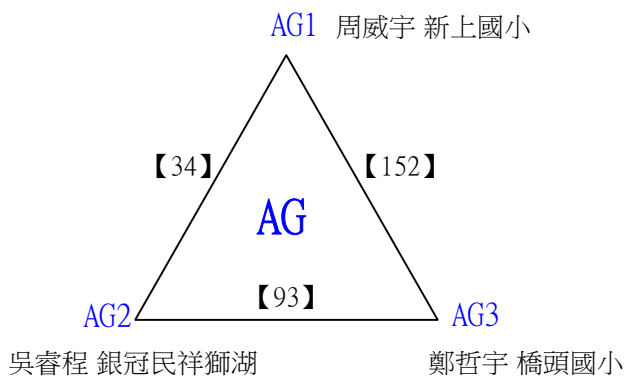 AG1 周威宇 新上國小
【34】 【152】
AG
【93】
AG2 AG3
吳睿程 銀冠民祥獅湖 鄭哲宇 橋頭國小